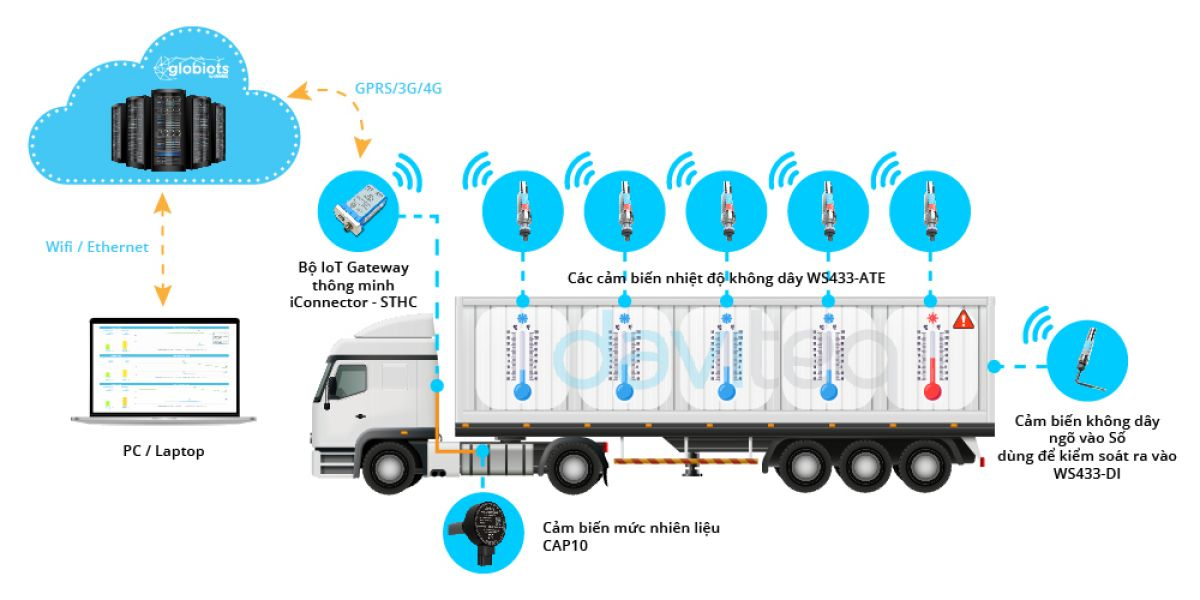 globiots
GPRS/3G/4G
Wifi / Ethernet
Bộ IoT Gateway
thông minh
iConnector - STHC
Các cảm biến nhiệt độ không dây WS433-ATE
daviteq
PC / Laptop
Cảm biến không dây
ngõ vào Số
dùng để kiểm soát ra vào
WS433-DI
Cảm biến mức nhiên liệu
CAP10